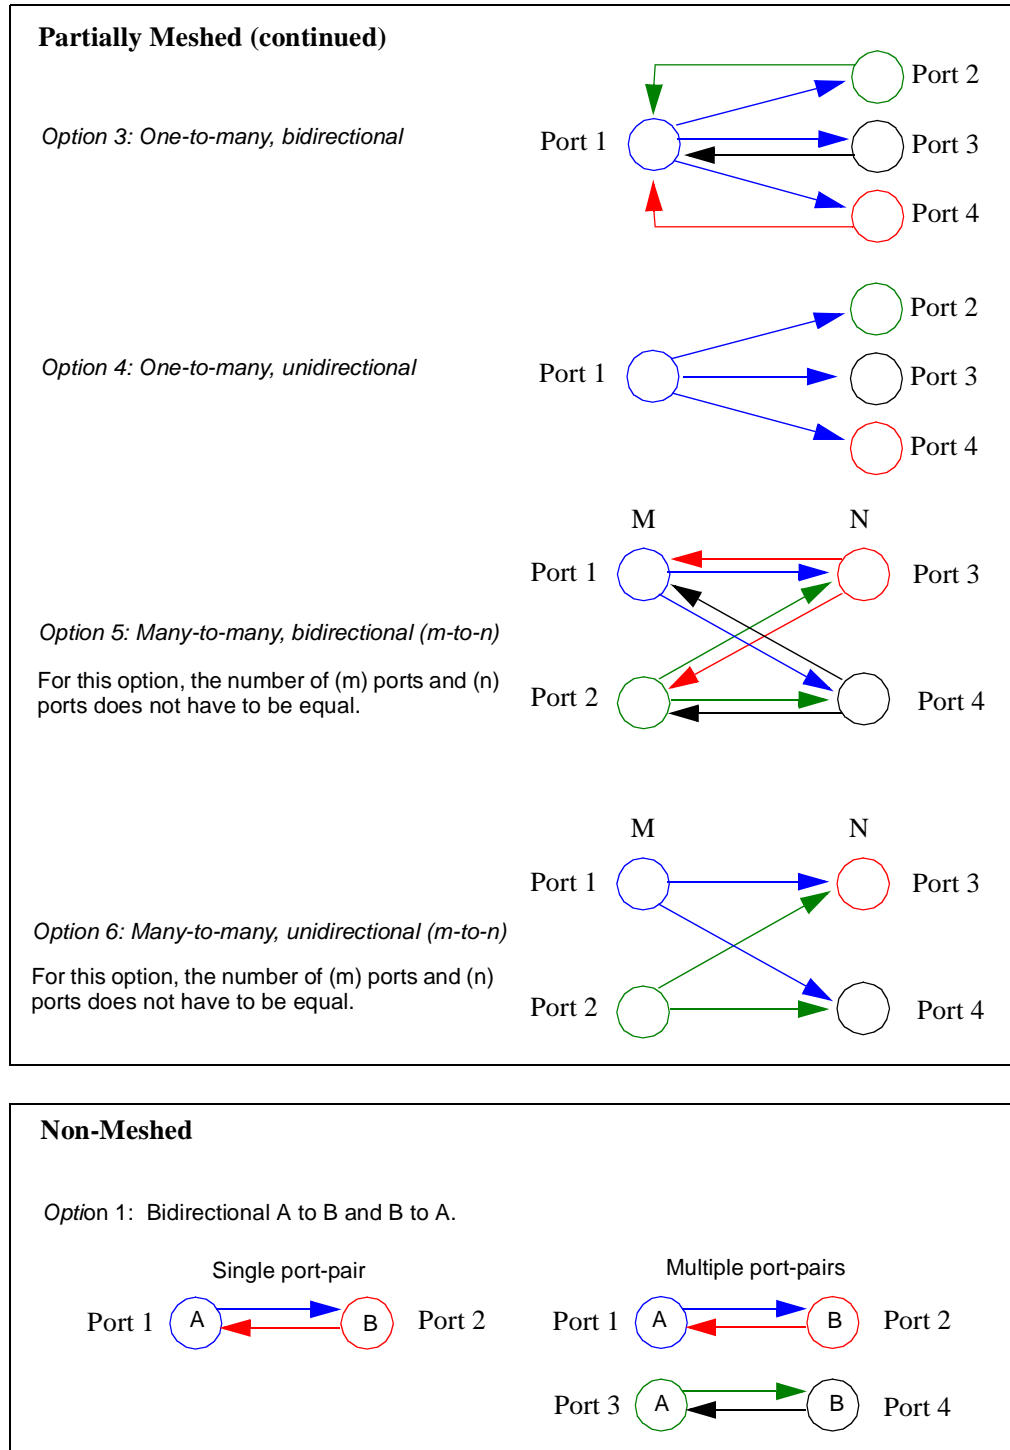 Partially Meshed (continued)
Port 2
Option 3: One-to-many, bidirectional
Port 1
Port 3
Port 4
Port 2
Option 4: One-to-many, unidirectional
Port 1
Port 3
Port 4
M N
Port 1 Port 3
Option 5: Many-to-many, bidirectional (m-to-n)
For this option, the number of (m) ports and (n)
ports does not have to be equal.
Port 2 Port 4
M N
Port 1 Port 3
Option 6: Many-to-many, unidirectional (m-to-n)
For this option, the number of (m) ports and (n)
ports does not have to be equal.
Port 2 Port 4
Non-Meshed
Option 1: Bidirectional A to B and B to A.
Single port-pair
Port 1 A B Port 2
Multiple port-pairs
Port 1 A B Port 2
Port 3 A B Port 4